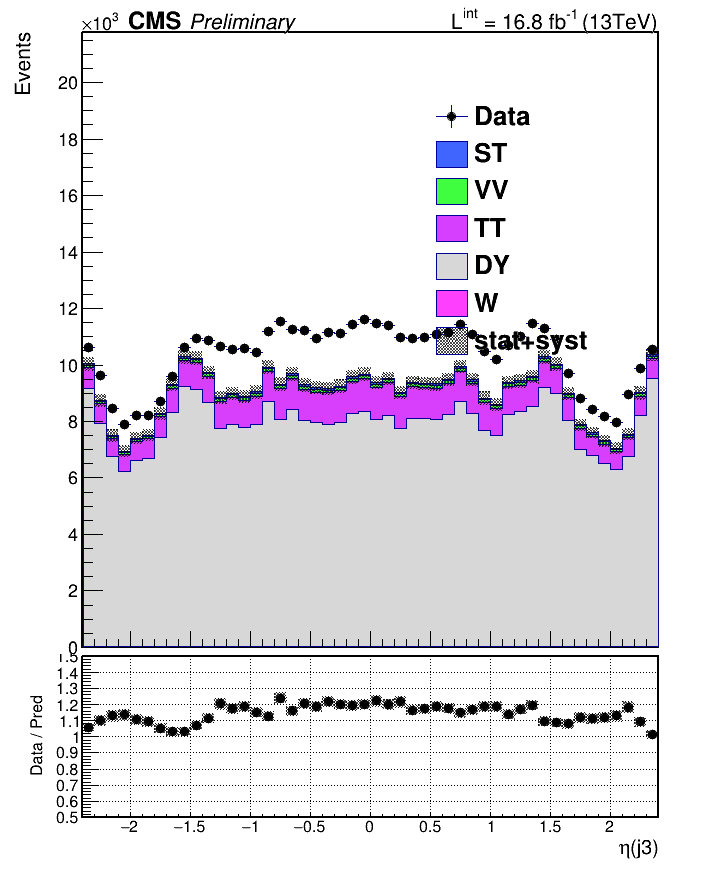 ×10³ CMS Preliminary L^int = 16.8 fb⁻¹ (13TeV)
Events
20
18
16
14
12
10
8
6
4
2
0
Data
ST
VV
TT
DY
W
stat+syst
Data / Pred
1.5
1.4
1.3
1.2
1.1
1
0.9
0.8
0.7
0.6
0.5
−2 −1.5 −1 −0.5 0 0.5 1 1.5 2
η(j3)